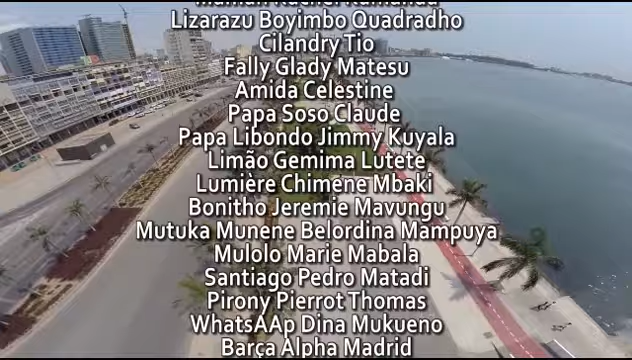 Lizarazu Boyimbo Quadradho
Cilandry Tio
Fally Glady Matesu
Amida Celestine
Papa Soso Claude
Papa Libondo Jimmy Kuyala
Limão Gemima Lutete
Lumière Chimene Mbaki
Bonitho Jeremie Mavungu
Mutuka Munene Belordina Mampuya
Mulolo Marie Mabala
Santiago Pedro Matadi
Pirony Pierrot Thomas
WhatsAAp Dina Mukueno
Barça Alpha Madrid